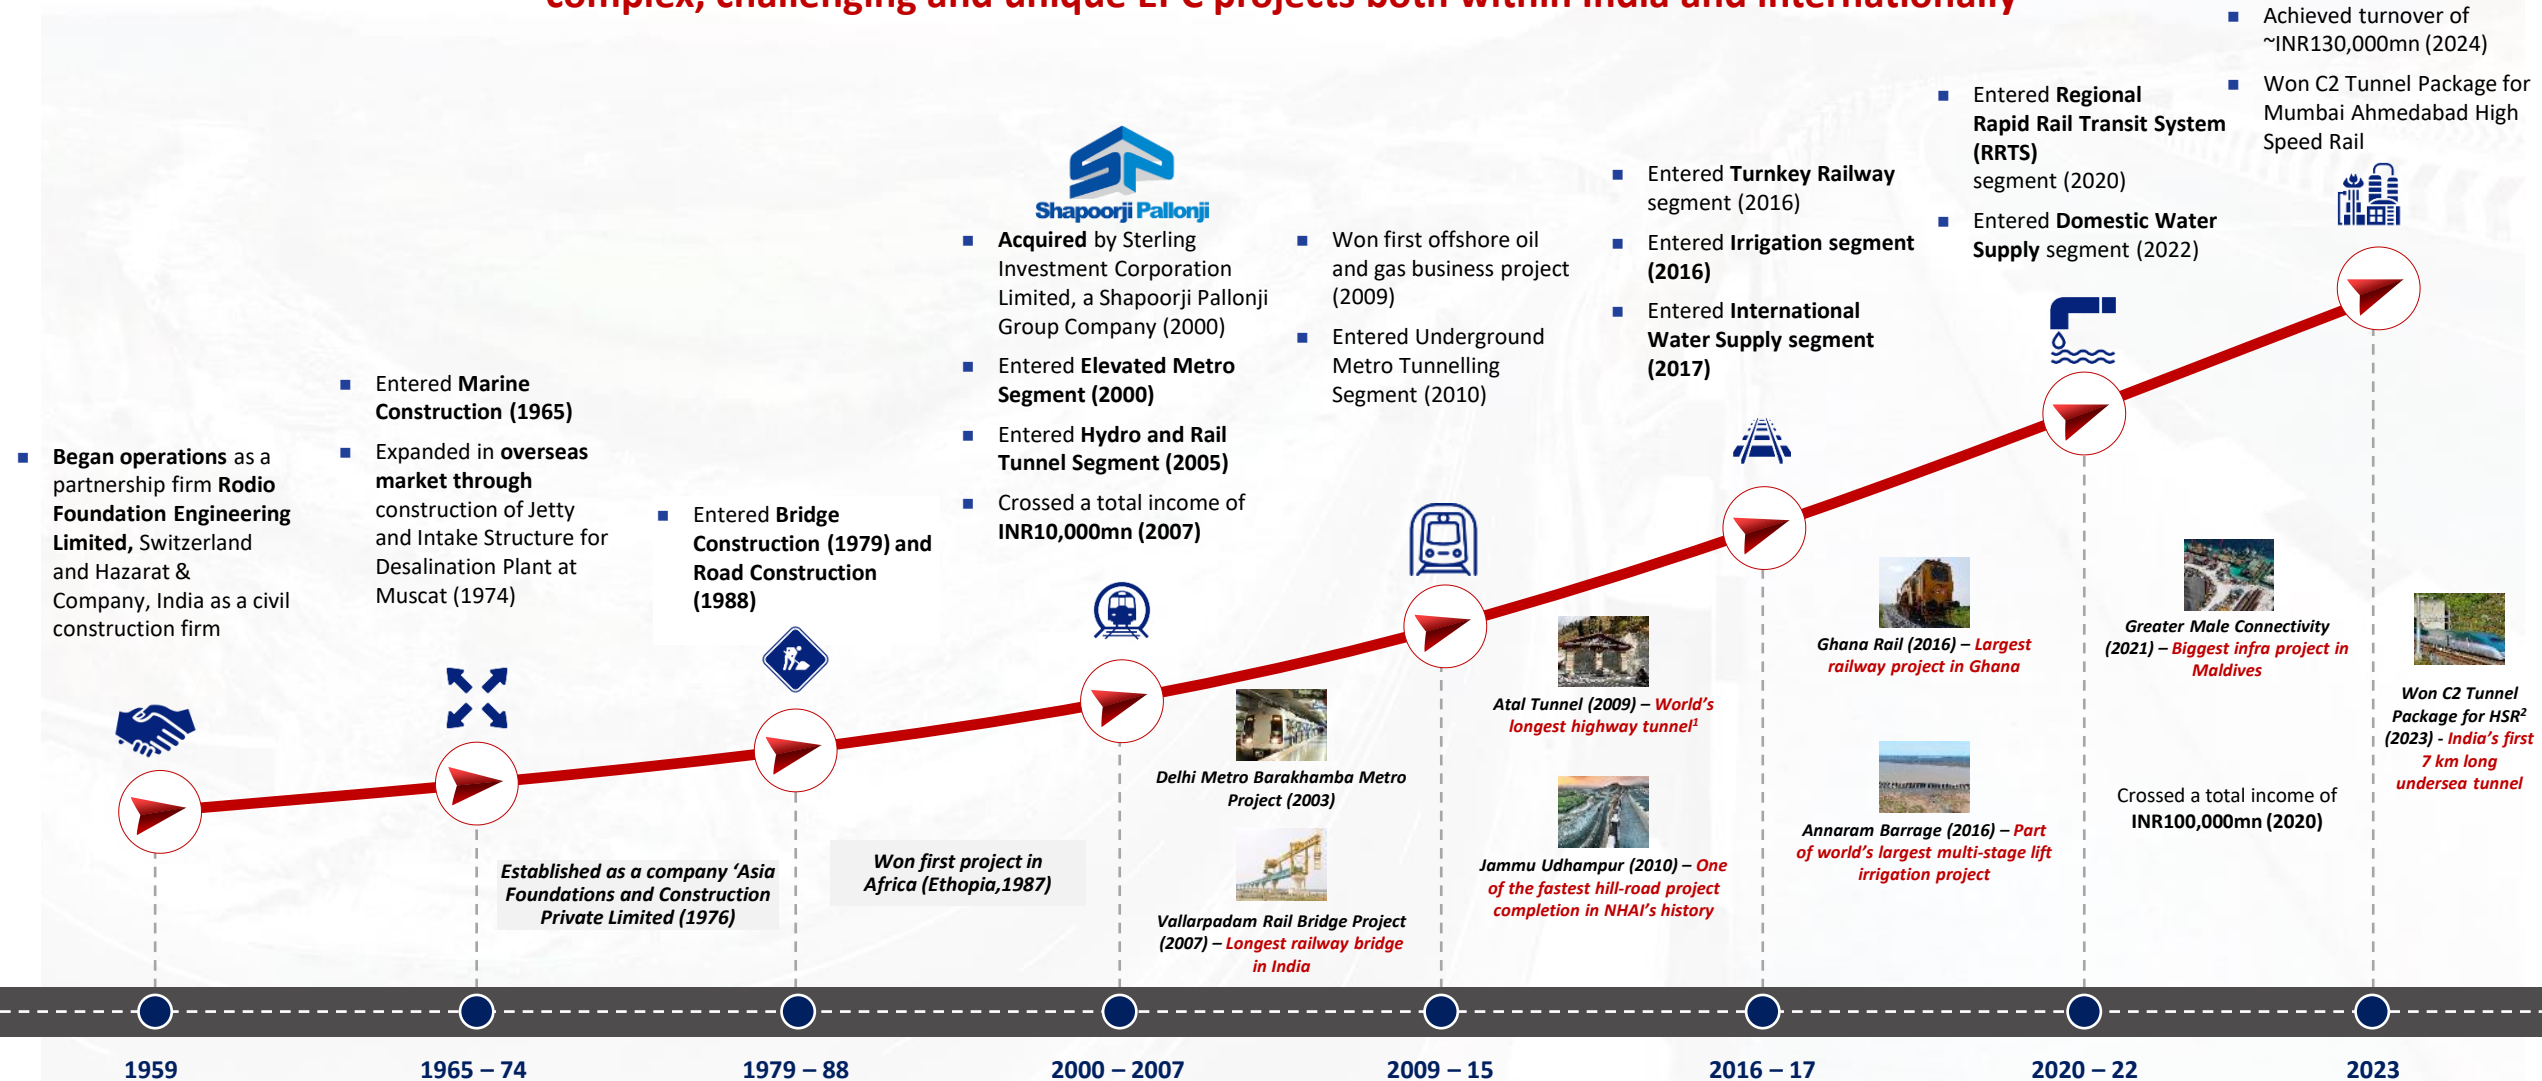 complex, challenging and unique EPC projects both within India and internationally
Began operations as a
partnership firm Rodio
Foundation Engineering
Limited, Switzerland
and Hazarat &
Company, India as a civil
construction firm
Entered Marine
Construction (1965)
Expanded in overseas
market through
construction of Jetty
and Intake Structure for
Desalination Plant at
Muscat (1974)
Entered Bridge
Construction (1979) and
Road Construction
(1988)
SP
Shapoorji Pallonji
Acquired by Sterling
Investment Corporation
Limited, a Shapoorji Pallonji
Group Company (2000)
Entered Elevated Metro
Segment (2000)
Entered Hydro and Rail
Tunnel Segment (2005)
Crossed a total income of
INR10,000mn (2007)
Won first offshore oil
and gas business project
(2009)
Entered Underground
Metro Tunnelling
Segment (2010)
Entered Turnkey Railway
segment (2016)
Entered Irrigation segment
(2016)
Entered International
Water Supply segment
(2017)
Entered Regional
Rapid Rail Transit System
(RRTS)
segment (2020)
Entered Domestic Water
Supply segment (2022)
Achieved turnover of
~INR130,000mn (2024)
Won C2 Tunnel Package for
Mumbai Ahmedabad High
Speed Rail
Established as a company ‘Asia
Foundations and Construction
Private Limited (1976)
Won first project in
Africa (Ethopia,1987)
Delhi Metro Barakhamba Metro
Project (2003)
Vallarpadam Rail Bridge Project
(2007) – Longest railway bridge
in India
Atal Tunnel (2009) – World’s
longest highway tunnel1
Jammu Udhampur (2010) – One
of the fastest hill-road project
completion in NHAI’s history
Ghana Rail (2016) – Largest
railway project in Ghana
Annaram Barrage (2016) – Part
of world’s largest multi-stage lift
irrigation project
Greater Male Connectivity
(2021) – Biggest infra project in
Maldives
Crossed a total income of
INR100,000mn (2020)
Won C2 Tunnel
Package for HSR2
(2023) - India’s first
7 km long
undersea tunnel
1959
1965 – 74
1979 – 88
2000 – 2007
2009 – 15
2016 – 17
2020 – 22
2023